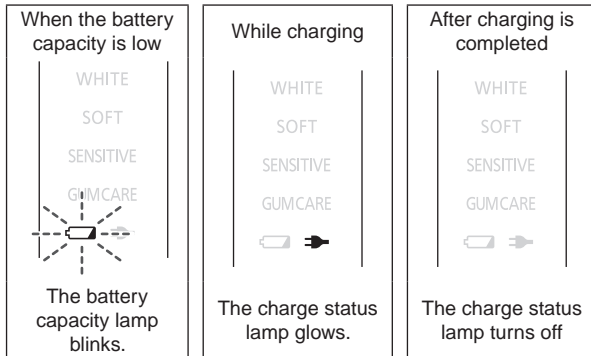 When the battery
capacity is low
WHITE
SOFT
SENSITIVE
GUMCARE
The battery
capacity lamp
blinks.
While charging
WHITE
SOFT
SENSITIVE
GUMCARE
The charge status
lamp glows.
After charging is
completed
WHITE
SOFT
SENSITIVE
GUMCARE
The charge status
lamp turns off